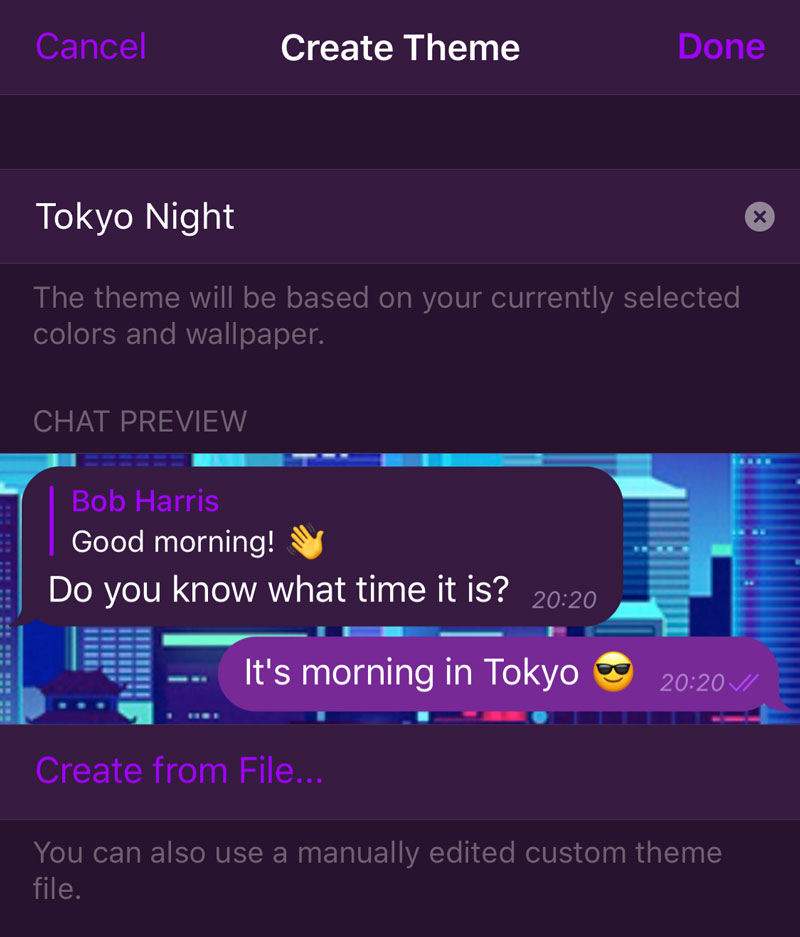 Cancel Create Theme Done
Tokyo Night
The theme will be based on your currently selected
colors and wallpaper.
CHAT PREVIEW
Bob Harris
Good morning! 👋
Do you know what time it is? 20:20
It's morning in Tokyo 😎 20:20
Create from File...
You can also use a manually edited custom theme
file.